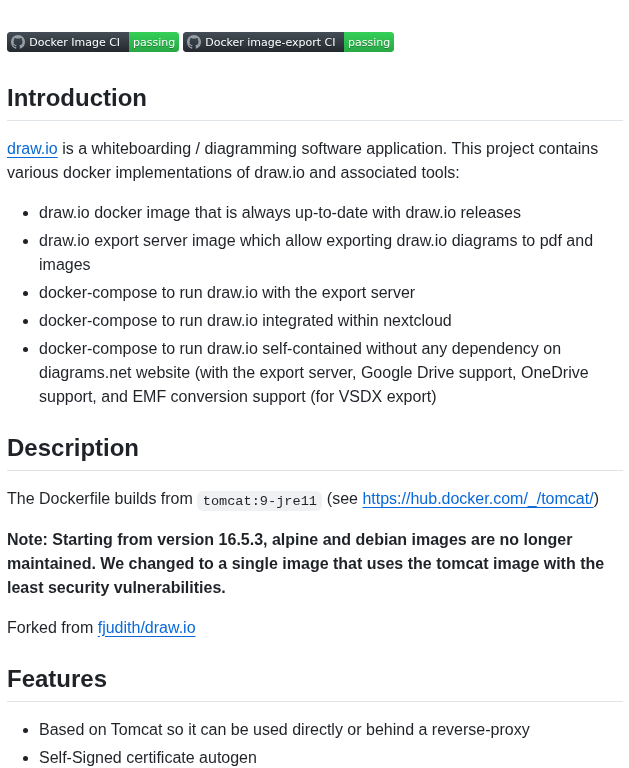 Docker Image CI passing Docker image-export CI passing
Introduction
draw.io is a whiteboarding / diagramming software application. This project contains
various docker implementations of draw.io and associated tools:
draw.io docker image that is always up-to-date with draw.io releases
draw.io export server image which allow exporting draw.io diagrams to pdf and
images
docker-compose to run draw.io with the export server
docker-compose to run draw.io integrated within nextcloud
docker-compose to run draw.io self-contained without any dependency on
diagrams.net website (with the export server, Google Drive support, OneDrive
support, and EMF conversion support (for VSDX export)
Description
The Dockerfile builds from tomcat:9-jre11 (see https://hub.docker.com/_/tomcat/)
Note: Starting from version 16.5.3, alpine and debian images are no longer
maintained. We changed to a single image that uses the tomcat image with the
least security vulnerabilities.
Forked from fjudith/draw.io
Features
Based on Tomcat so it can be used directly or behind a reverse-proxy
Self-Signed certificate autogen